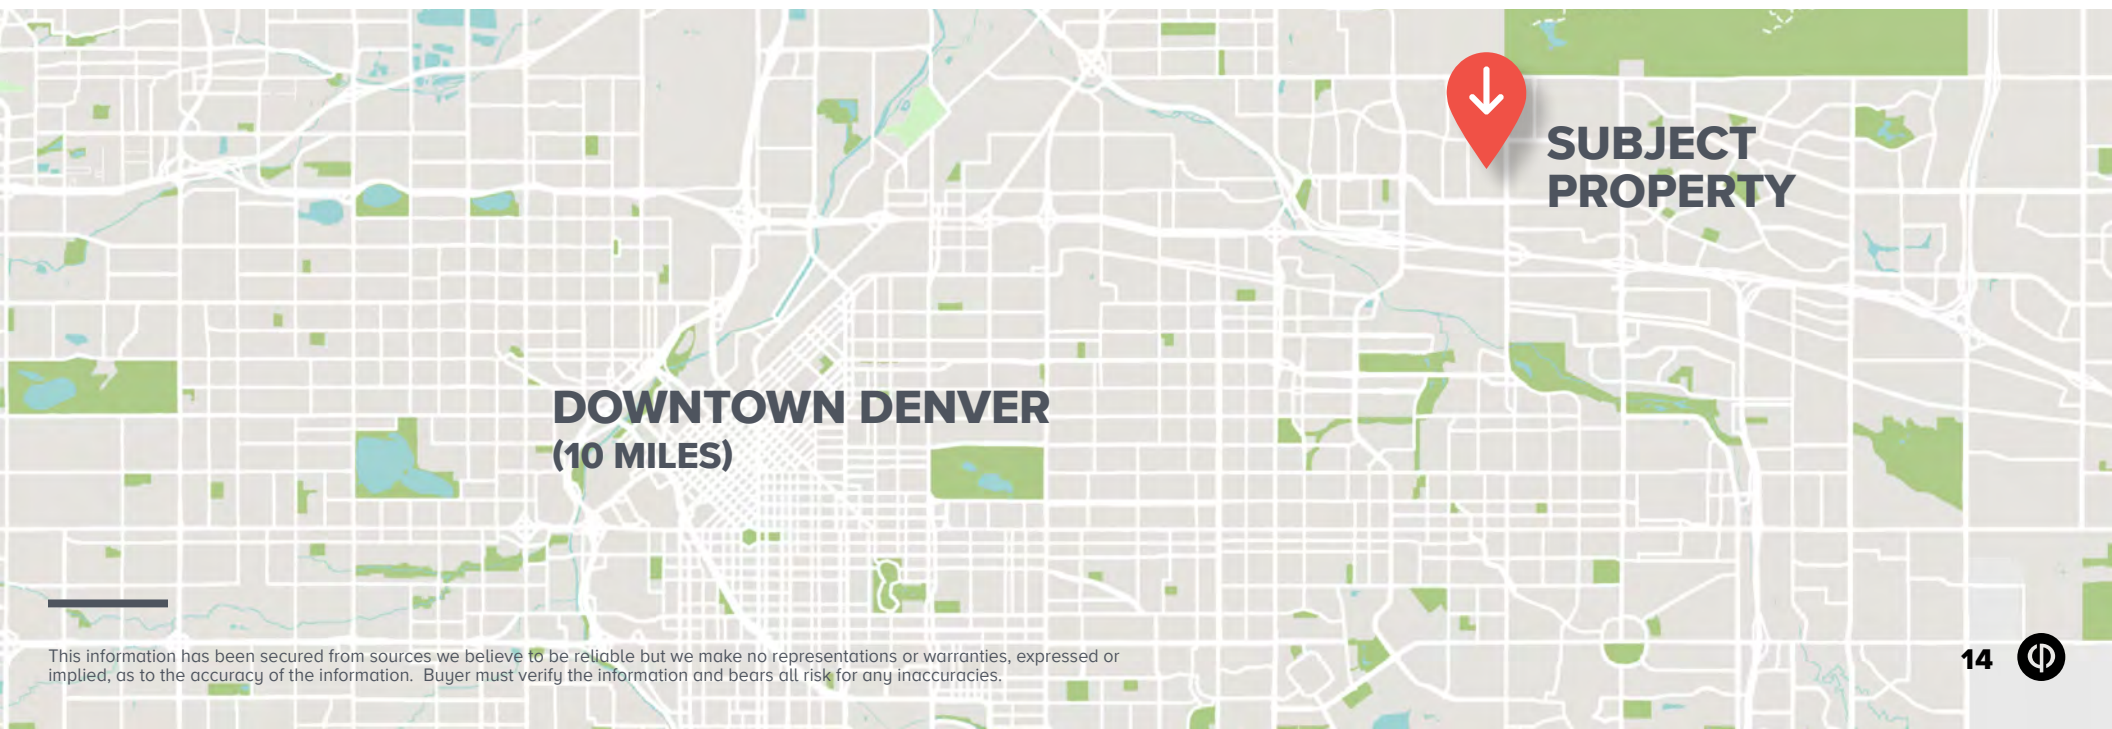 SUBJECT
PROPERTY
DOWNTOWN DENVER
(10 MILES)
This information has been secured from sources we believe to be reliable but we make no representations or warranties, expressed or
implied, as to the accuracy of the information.  Buyer must verify the information and bears all risk for any inaccuracies.
14